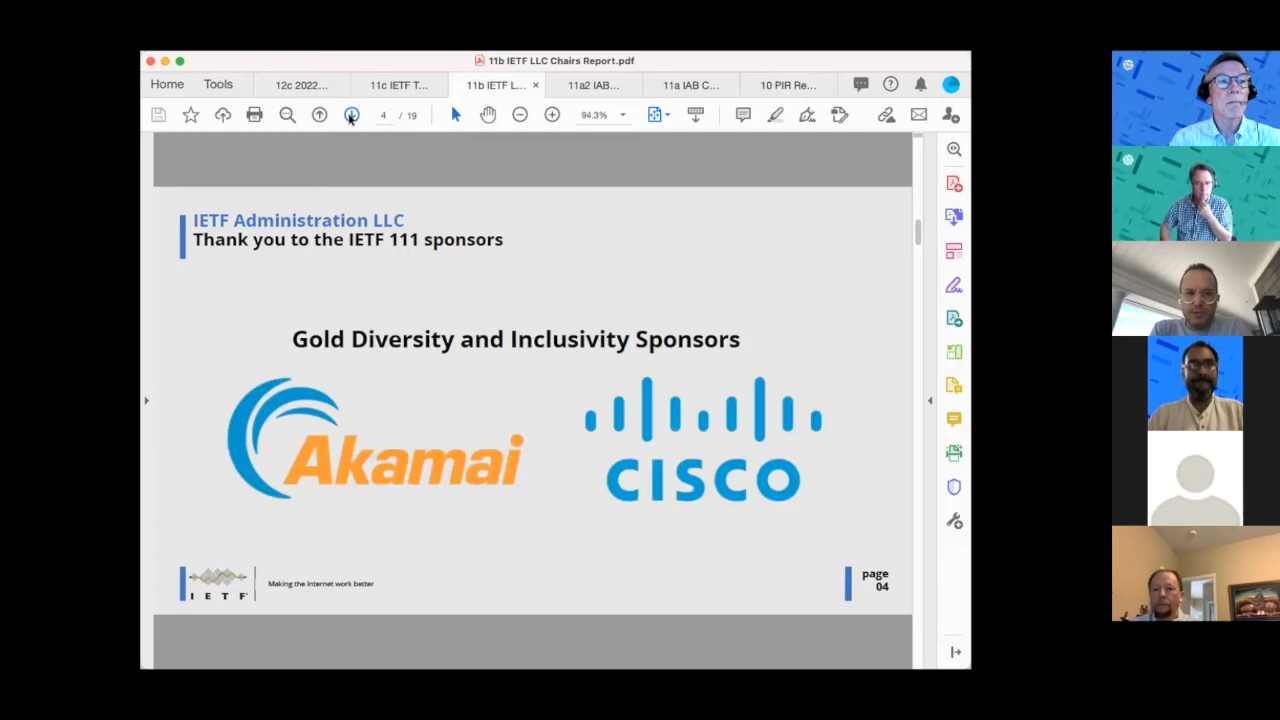 11b IETF LLC Chairs Report.pdf
Home
Tools
12c 2022...
11c IETF T...
11b IETF L...
×
11a2 IAB...
11a IAB C...
10 PIR Re...
4 / 19
94.3%
IETF Administration LLC
Thank you to the IETF 111 sponsors
Gold Diversity and Inclusivity Sponsors
Akamai
CISCO
I E T F
Making the Internet work better
page
04